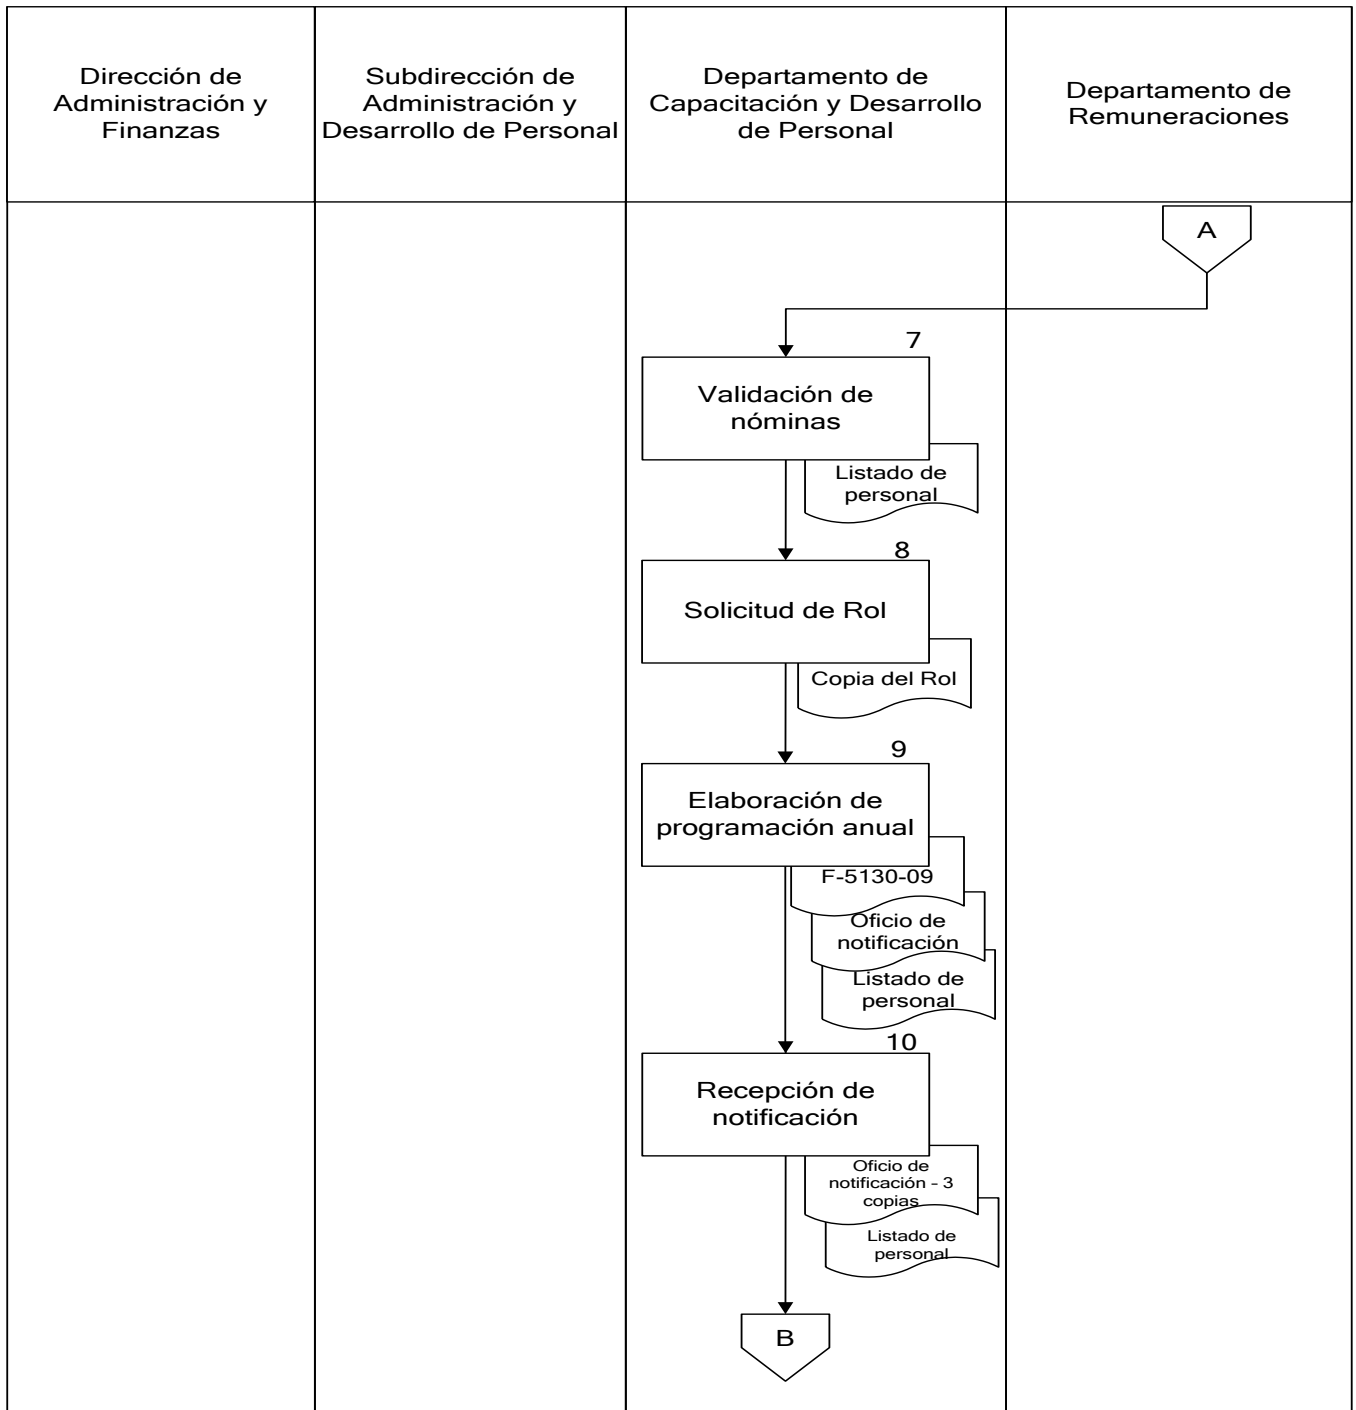 Dirección de
Administración y
Finanzas
Subdirección de
Administración y
Desarrollo de Personal
Departamento de
Capacitación y Desarrollo
de Personal
Departamento de
Remuneraciones
A
7
Validación de
nóminas
Listado de
personal
8
Solicitud de Rol
Copia del Rol
9
Elaboración de
programación anual
F-5130-09
Oficio de
notificación
Listado de
personal
10
Recepción de
notificación
Oficio de
notificación - 3
copias
Listado de
personal
B